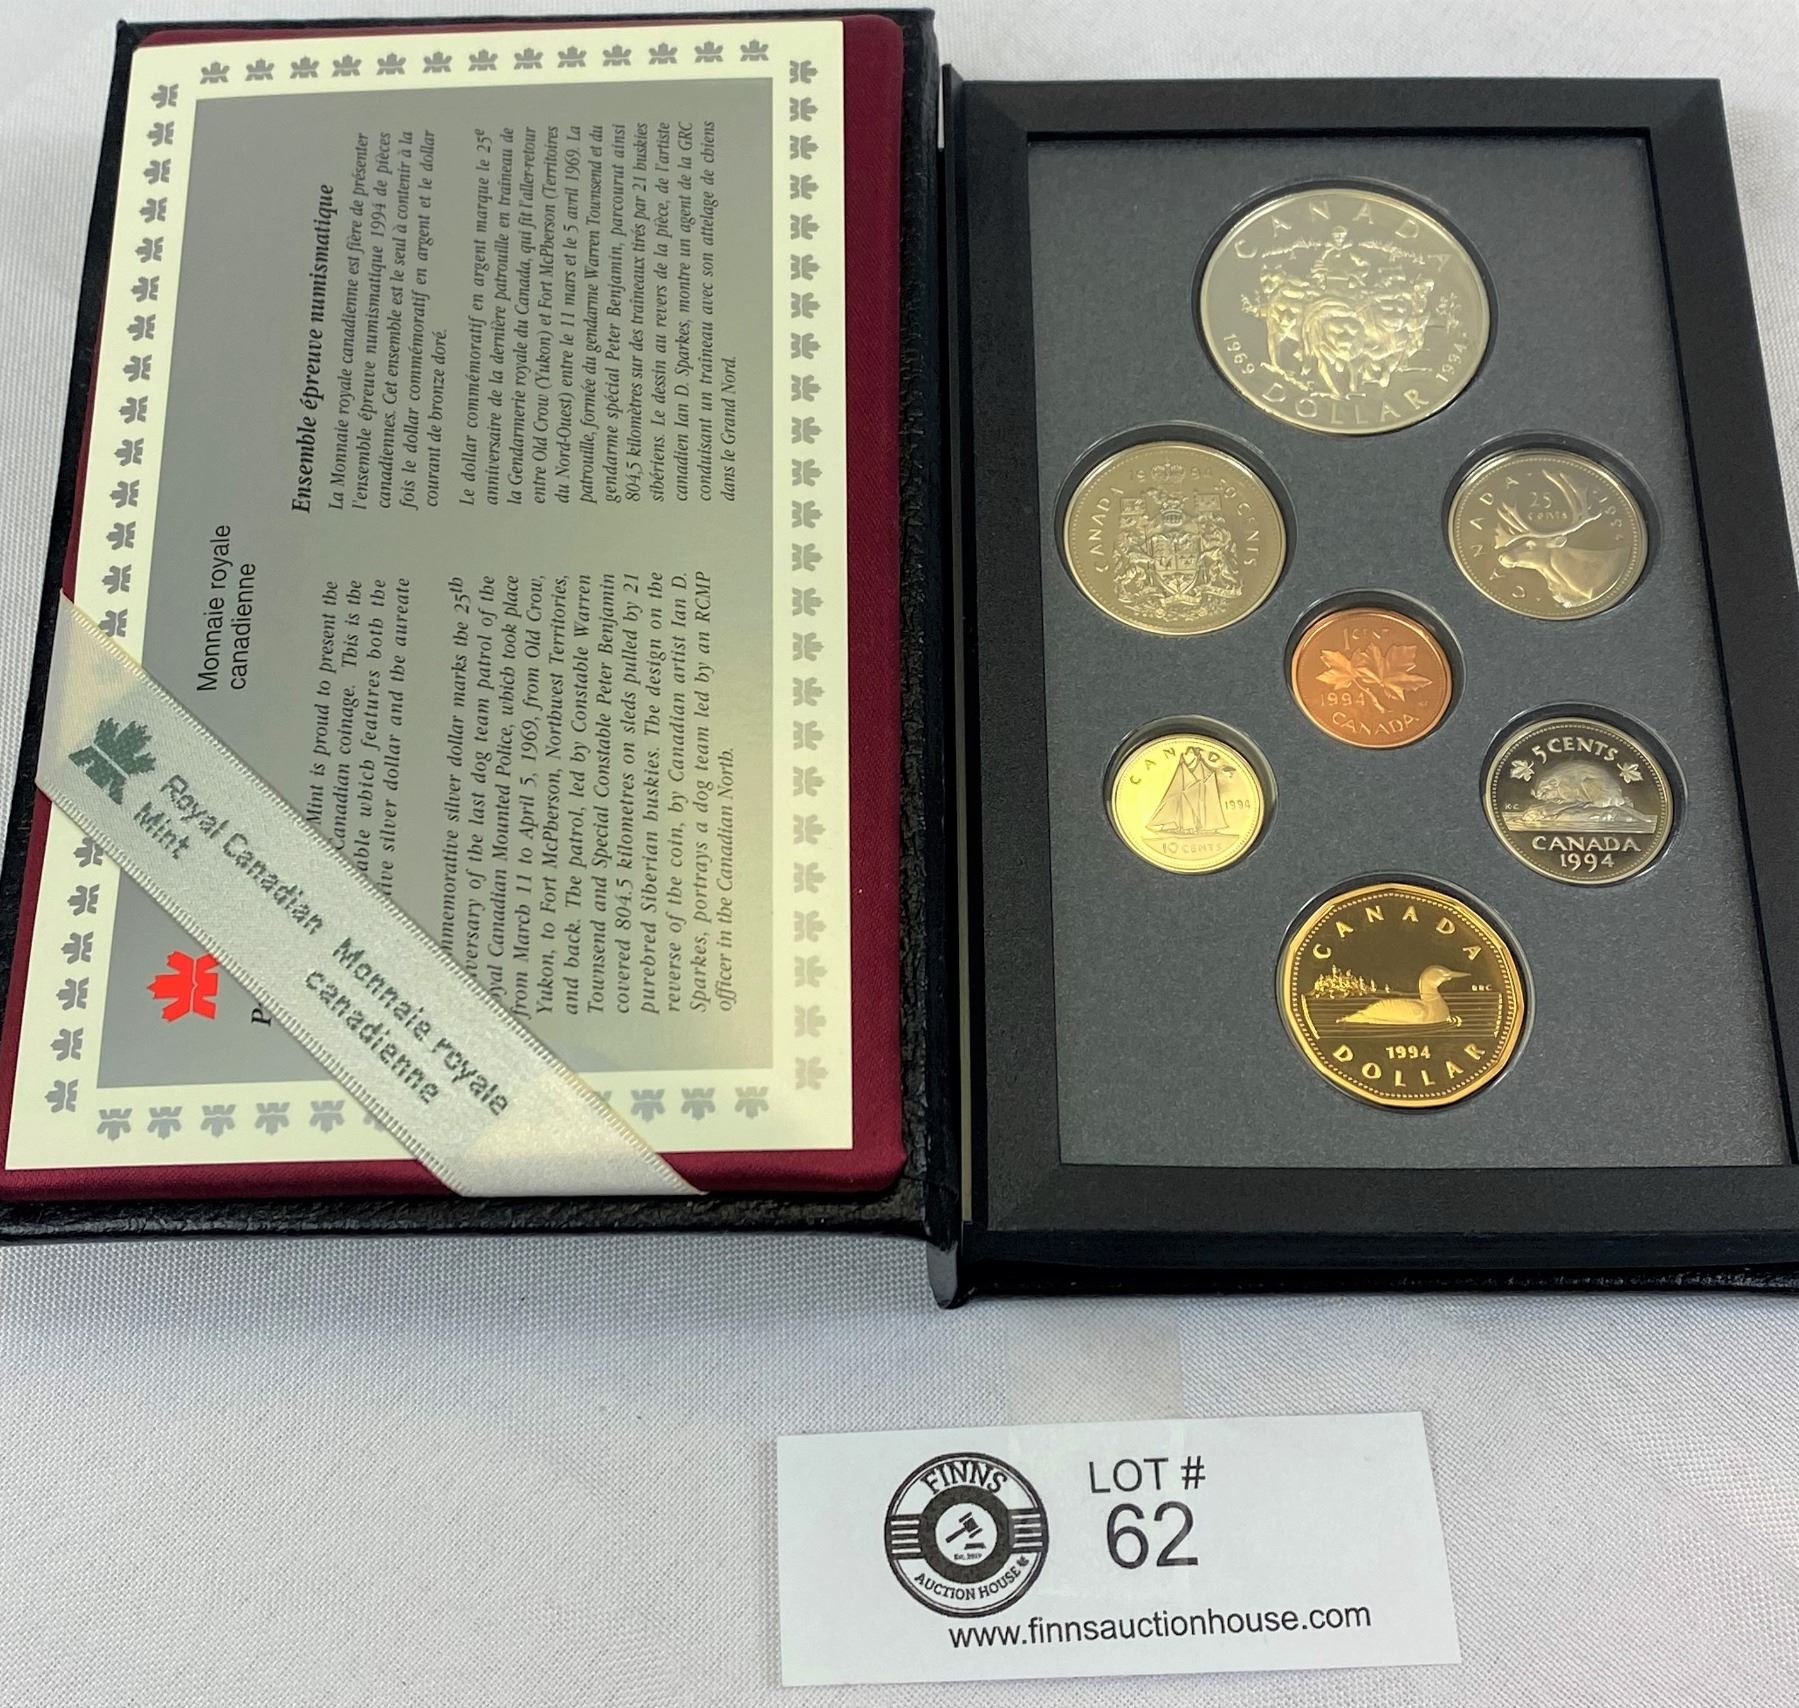 Monnaie royale
canadienne
Mint is proud to present the
Canadian coinage. This is the
which features both the
silver dollar and the aureate
silver dollar marks the 25th
of the last dog team patrol of the
Canadian Mounted Police, which took place
from March 11 to April 5, 1969, from Old Crow,
Yukon, to Fort McPherson, Northwest Territories,
and back. The patrol, led by Constable Warren
Townsend and Special Constable Peter Benjamin
covered 804.5 kilometres on sleds pulled by 21
purebred Siberian huskies. The design on the
reverse of the coin, by Canadian artist Ian D.
Sparkes, portrays a dog team led by an RCMP
officer in the Canadian North.
Ensemble épreuve numismatique
La Monnaie royale canadienne est fière de présenter
l'ensemble épreuve numismatique 1994 de pièces
canadiennes. Cet ensemble est le seul à contenir à la
fois le dollar commémoratif en argent et le dollar
courant de bronze doré.
Le dollar commémoratif en argent marque le 25e
anniversaire de la dernière patrouille en traîneau de
la Gendarmerie royale du Canada, qui fit l'aller-retour
entre Old Crow (Yukon) et Fort McPherson (Territoires
du Nord-Ouest) entre le 11 mars et le 5 avril 1969. La
patrouille, formée du gendarme Warren Townsend et du
gendarme spécial Peter Benjamin, parcourut ainsi
804,5 kilomètres sur des traîneaux tirés par 21 huskies
sibériens. Le dessin au revers de la pièce, de l'artiste
canadien Ian D. Sparkes, montre un agent de la GRC
conduisant un traîneau avec son attelage de chiens
dans le Grand Nord.
Royal Canadian
Mint
Monnaie royale
canadienne
CANADA
1969
1994
DOLLAR
CANADA
1994
50 CENTS
CANADA
25
cents
1994
1 CENT
1994
CANADA
CANADA
1994
10 CENTS
5 CENTS
K.G.
CANADA
1994
CANADA
RRC
1994
DOLLAR
FINNS
Est. 2019
AUCTION HOUSE
LOT #
62
www.finnsauctionhouse.com